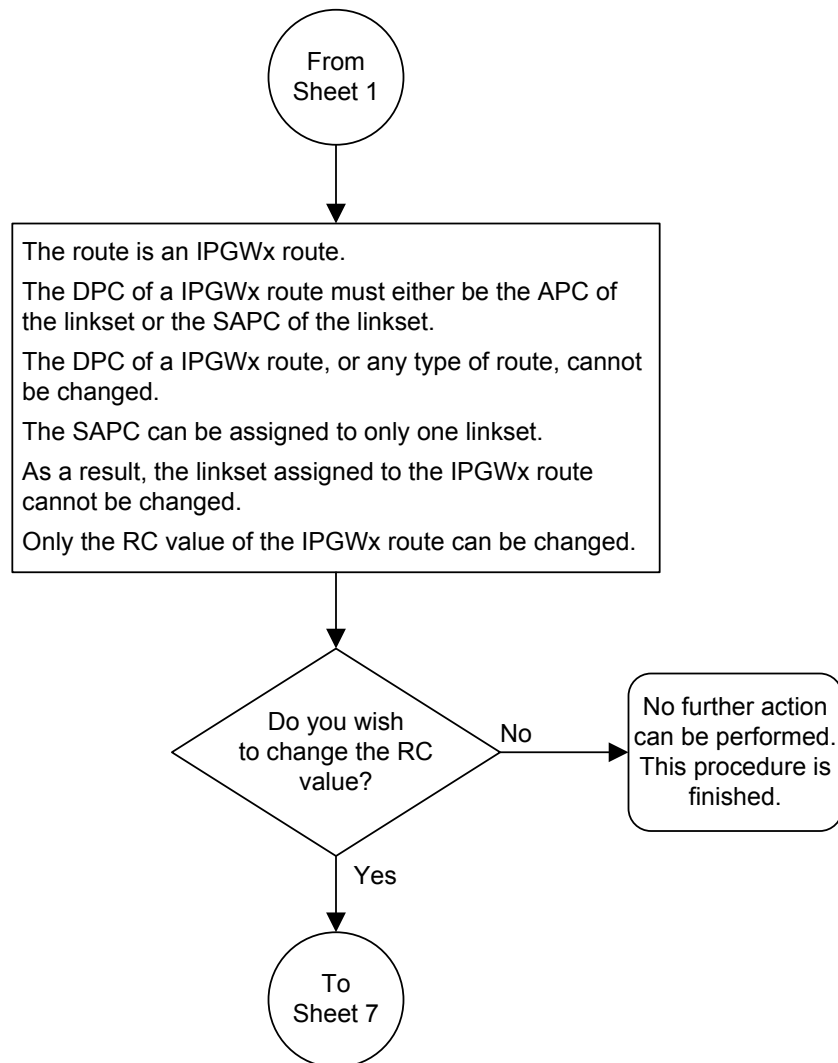 From
Sheet 1
The route is an IPGWx route.
The DPC of a IPGWx route must either be the APC of
the linkset or the SAPC of the linkset.
The DPC of a IPGWx route, or any type of route, cannot
be changed.
The SAPC can be assigned to only one linkset.
As a result, the linkset assigned to the IPGWx route
cannot be changed.
Only the RC value of the IPGWx route can be changed.
Do you wish
to change the RC
value?
No
No further action
can be performed.
This procedure is
finished.
Yes
To
Sheet 7